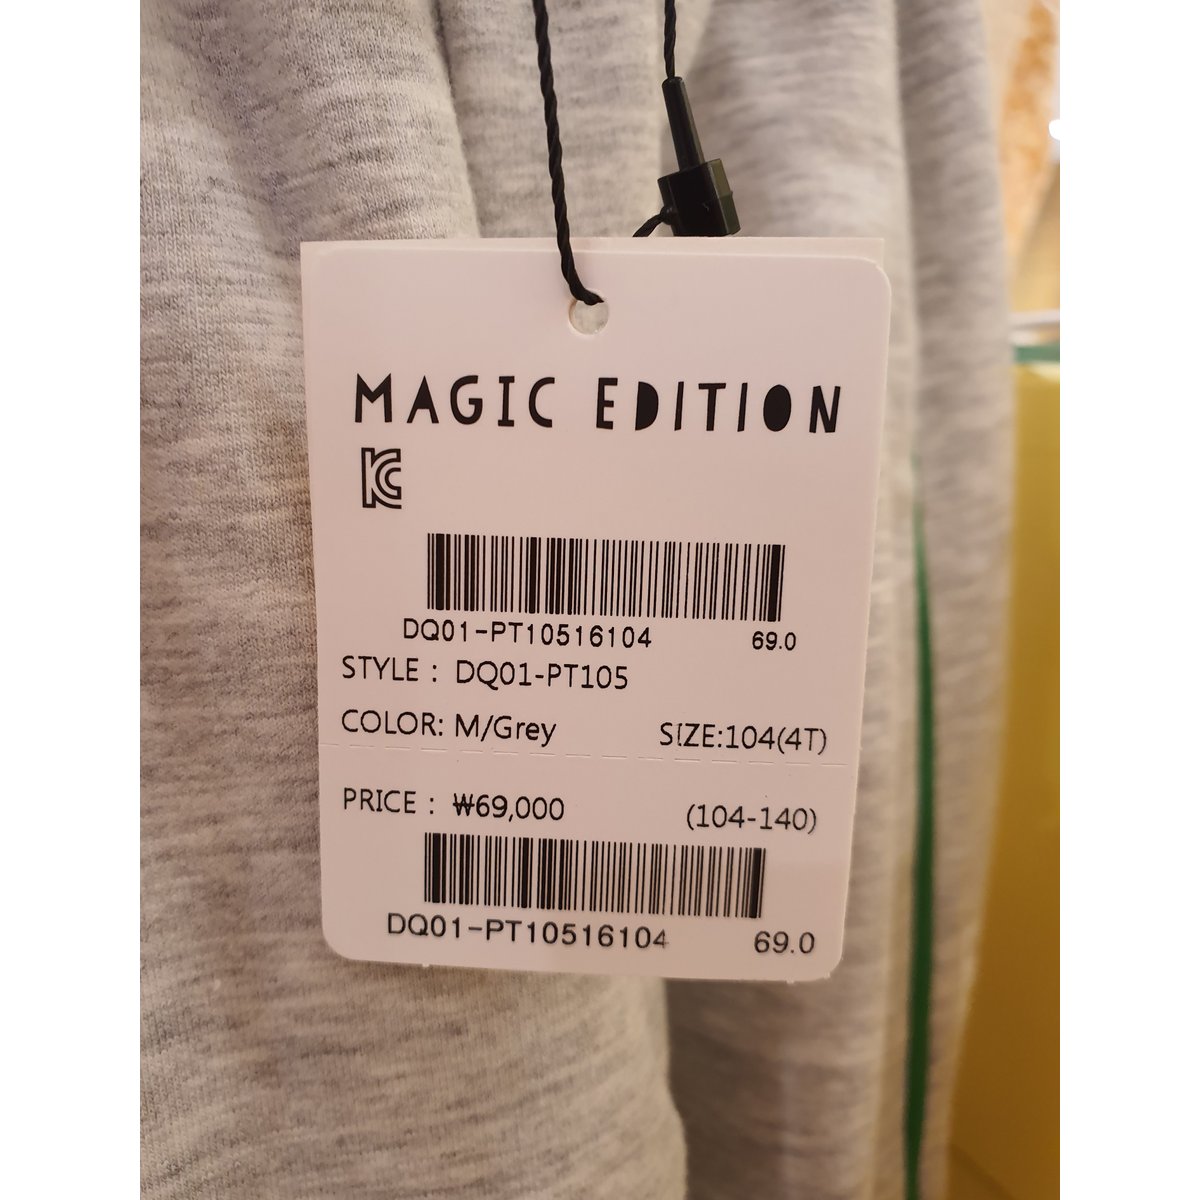 MAGIC EDITION
KC
DQ01-PT10516104 69.0
STYLE : DQ01-PT105
COLOR: M/Grey SIZE:104(4T)
PRICE : ₩69,000 (104-140)
DQ01-PT10516104 69.0